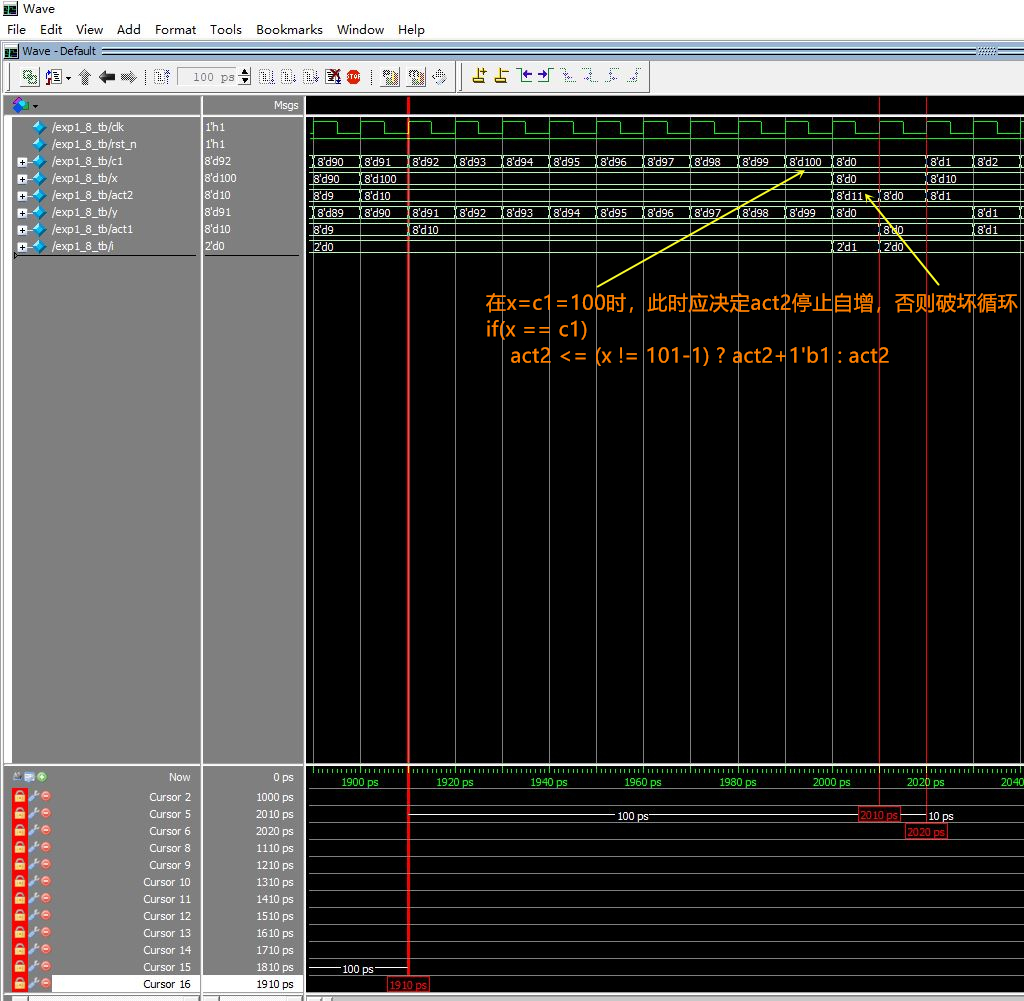 Wave
File Edit View Add Format Tools Bookmarks Window Help
Wave - Default
100 ps
STOP
Msgs
/exp1_8_tb/clk 1'h1
/exp1_8_tb/rst_n 1'h1
/exp1_8_tb/c1 8'd92 8'd90 8'd91 8'd92 8'd93 8'd94 8'd95 8'd96 8'd97 8'd98 8'd99 8'd100 8'd0 8'd1 8'd2
/exp1_8_tb/x 8'd100 8'd90 8'd100 8'd0 8'd10
/exp1_8_tb/act2 8'd10 8'd9 8'd10 8'd11 8'd0 8'd1
/exp1_8_tb/y 8'd91 8'd89 8'd90 8'd91 8'd92 8'd93 8'd94 8'd95 8'd96 8'd97 8'd98 8'd99 8'd0 8'd1
/exp1_8_tb/act1 8'd10 8'd9 8'd10 8'd0 8'd1
/exp1_8_tb/i 2'd0 2'd0 2'd1 2'd0
在x=c1=100时，此时应决定act2停止自增，否则破坏循环
if(x == c1)
act2 <= (x != 101-1) ? act2+1'b1 : act2
Now 0 ps 1900 ps 1920 ps 1940 ps 1960 ps 1980 ps 2000 ps 2020 ps 2040
Cursor 2 1000 ps
Cursor 5 2010 ps 100 ps 2010 ps 10 ps
Cursor 6 2020 ps 2020 ps
Cursor 8 1110 ps
Cursor 9 1210 ps
Cursor 10 1310 ps
Cursor 11 1410 ps
Cursor 12 1510 ps
Cursor 13 1610 ps
Cursor 14 1710 ps
Cursor 15 1810 ps 100 ps
Cursor 16 1910 ps 1910 ps